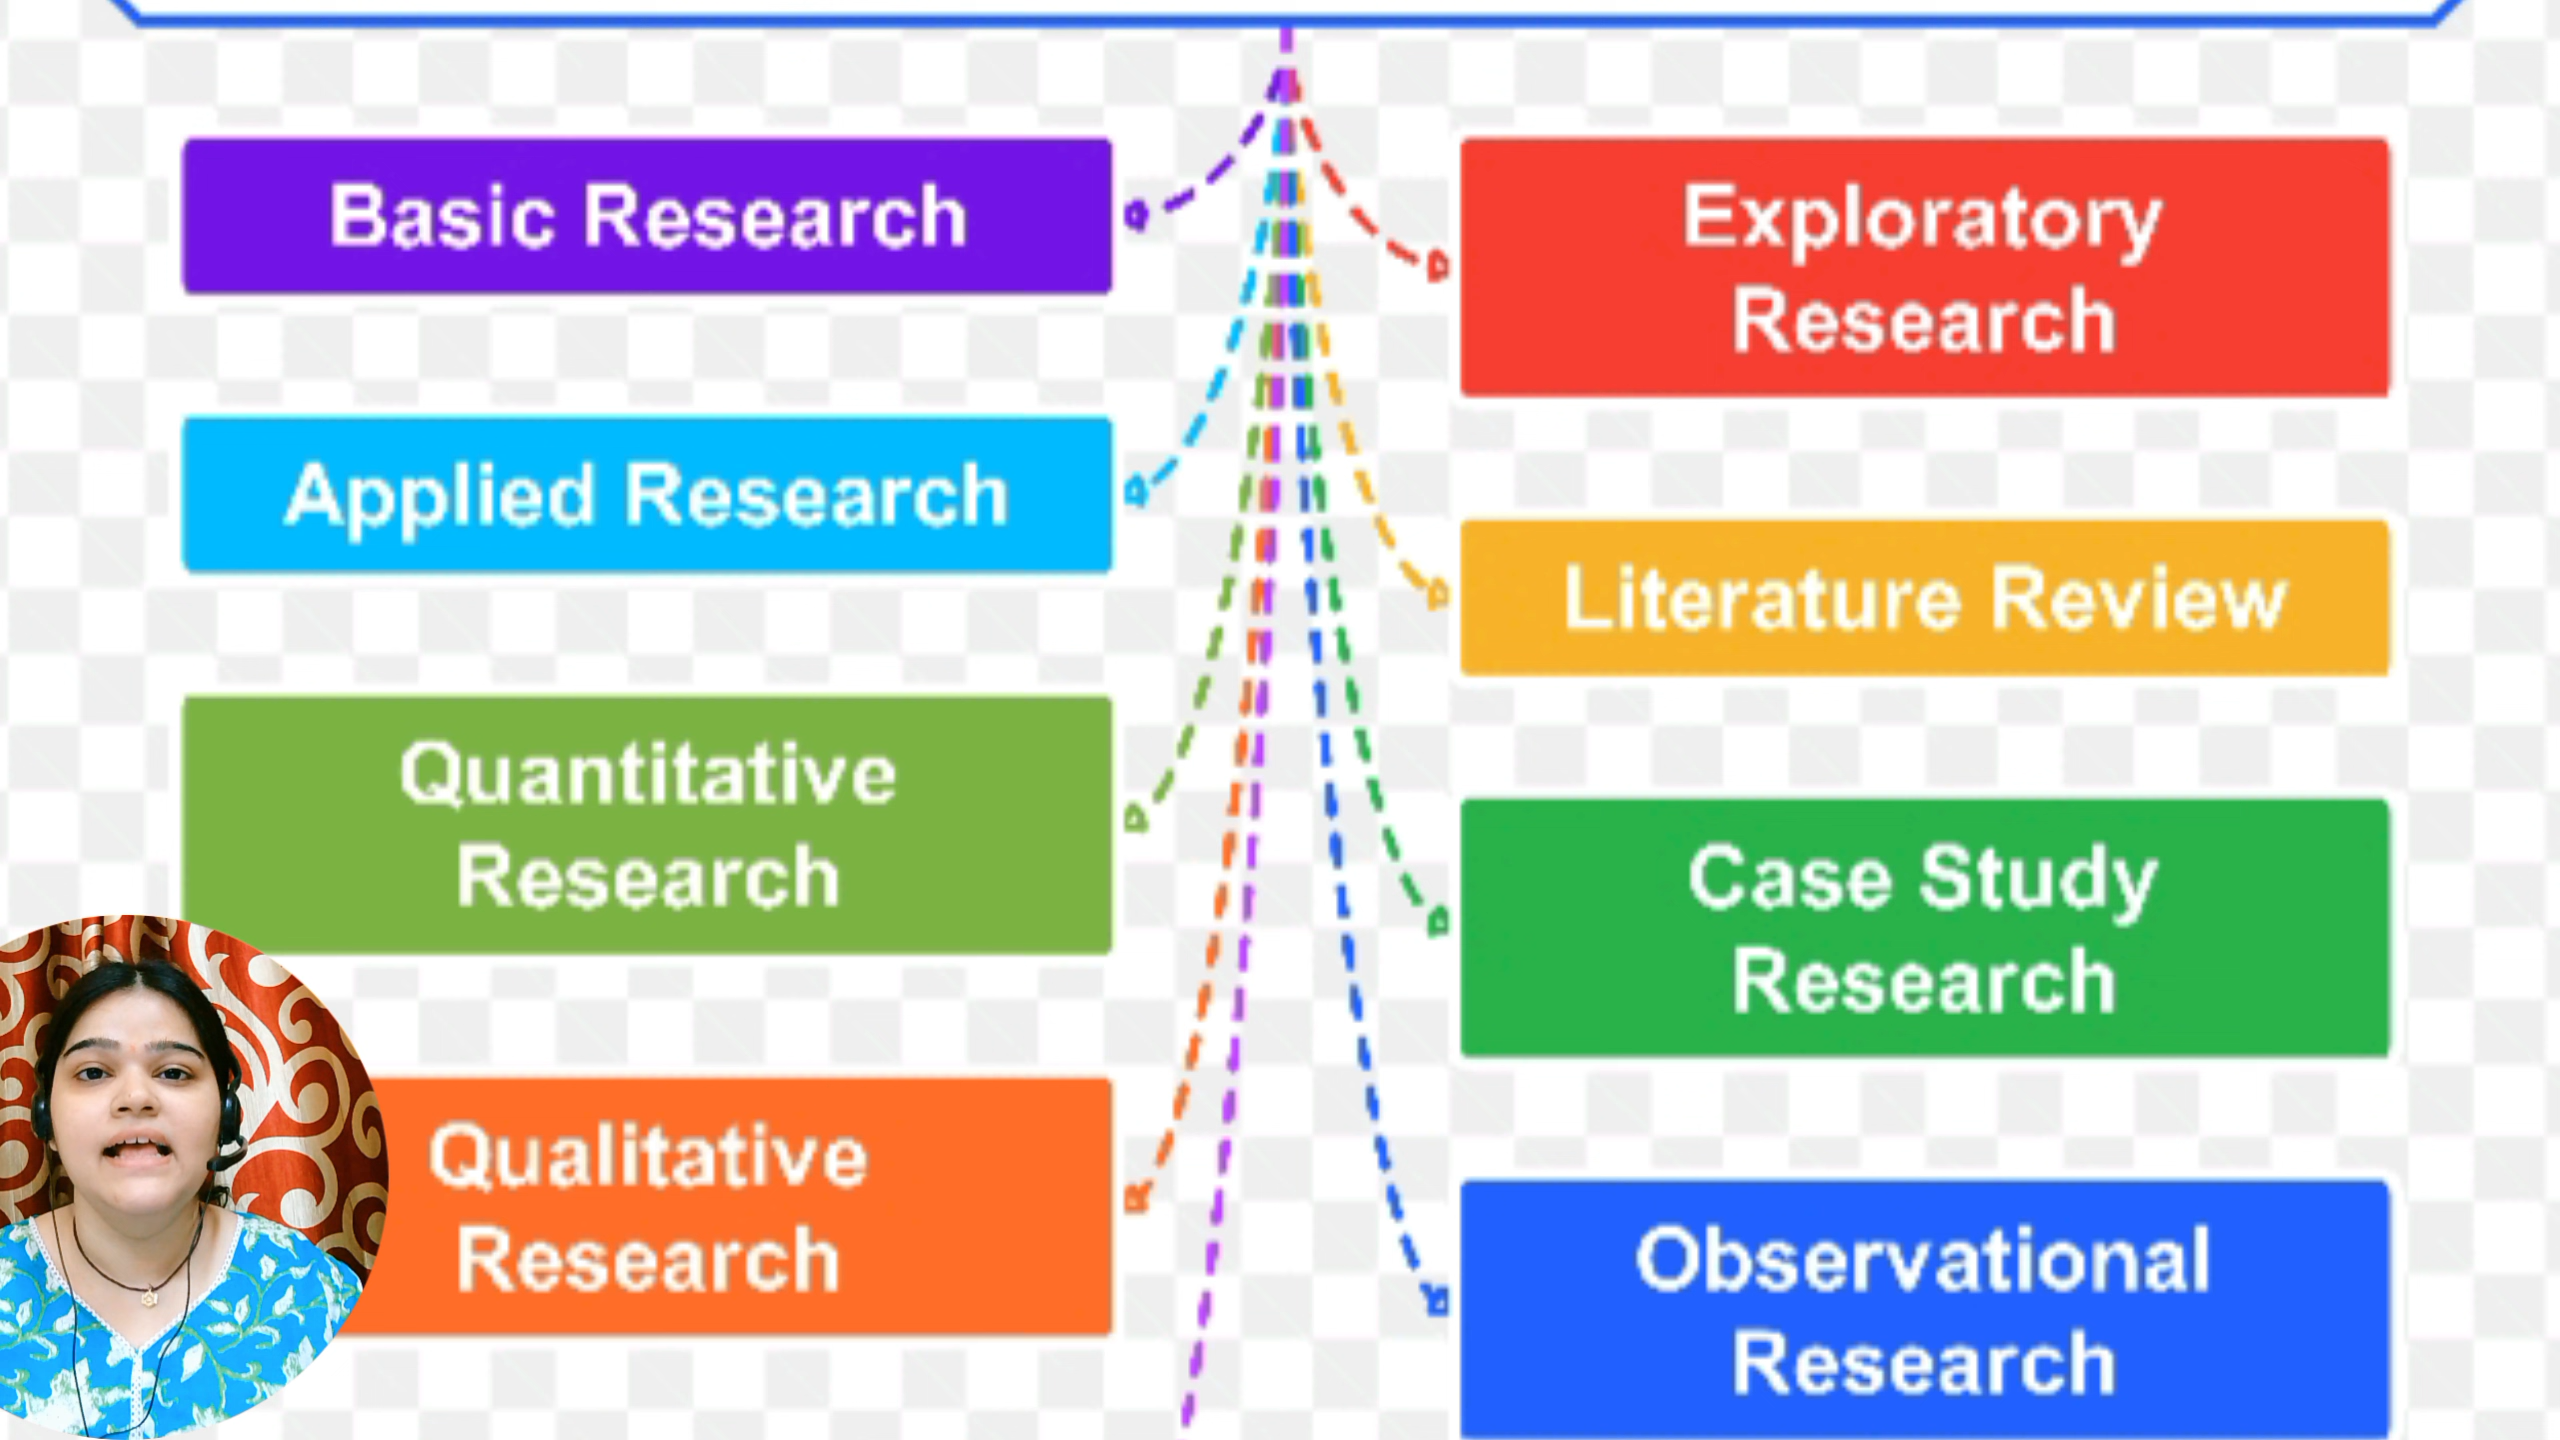 Basic Research
Applied Research
Quantitative
Research
Qualitative
Research
Exploratory
Research
Literature Review
Case Study
Research
Observational
Research